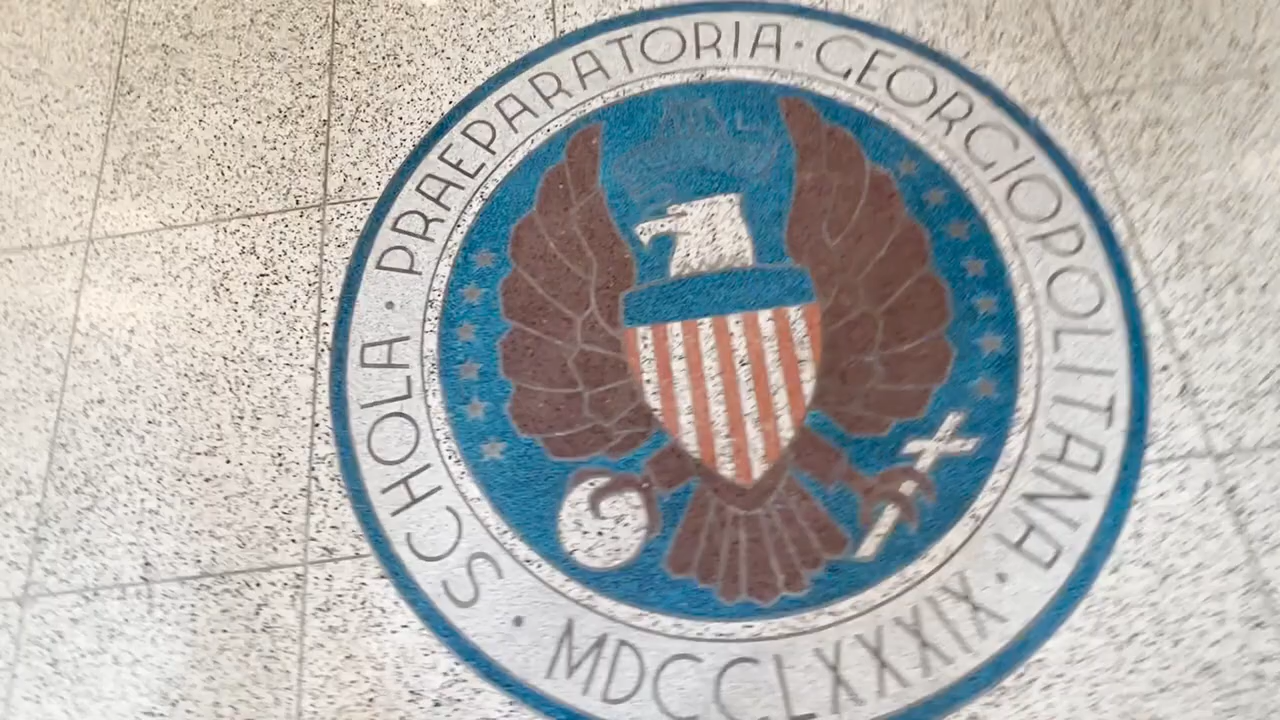 SCHOLA · PRAEPARATORIA · GEORGIOPOLITANA ·
MDCCLXXXIX ·